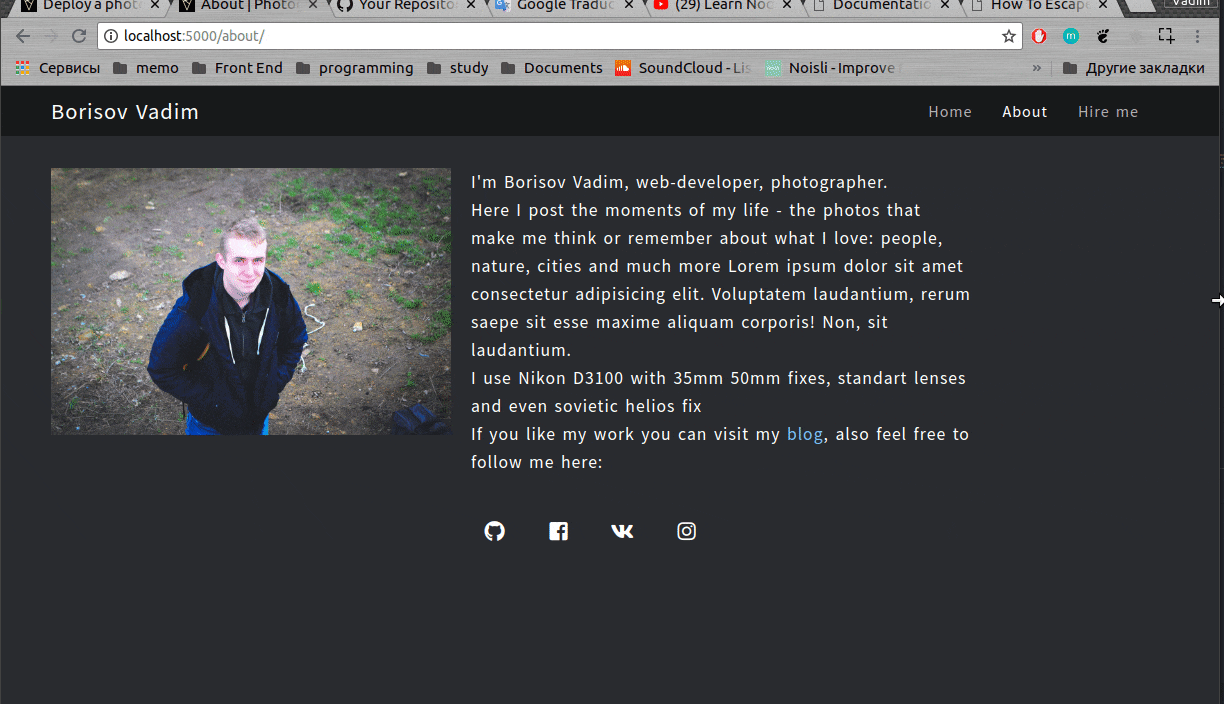 Deploy a phot
About | Photo
Your Reposito
Google Traduc
(29) Learn Nod
Documentatio
How To Escape
Vadim
localhost:5000/about/
Сервисы memo Front End programming study Documents SoundCloud - Lis Noisli - Improve » Другие закладки
Borisov Vadim
Home About Hire me
I'm Borisov Vadim, web-developer, photographer.
Here I post the moments of my life - the photos that
make me think or remember about what I love: people,
nature, cities and much more Lorem ipsum dolor sit amet
consectetur adipisicing elit. Voluptatem laudantium, rerum
saepe sit esse maxime aliquam corporis! Non, sit
laudantium.
I use Nikon D3100 with 35mm 50mm fixes, standart lenses
and even sovietic helios fix
If you like my work you can visit my blog, also feel free to
follow me here: